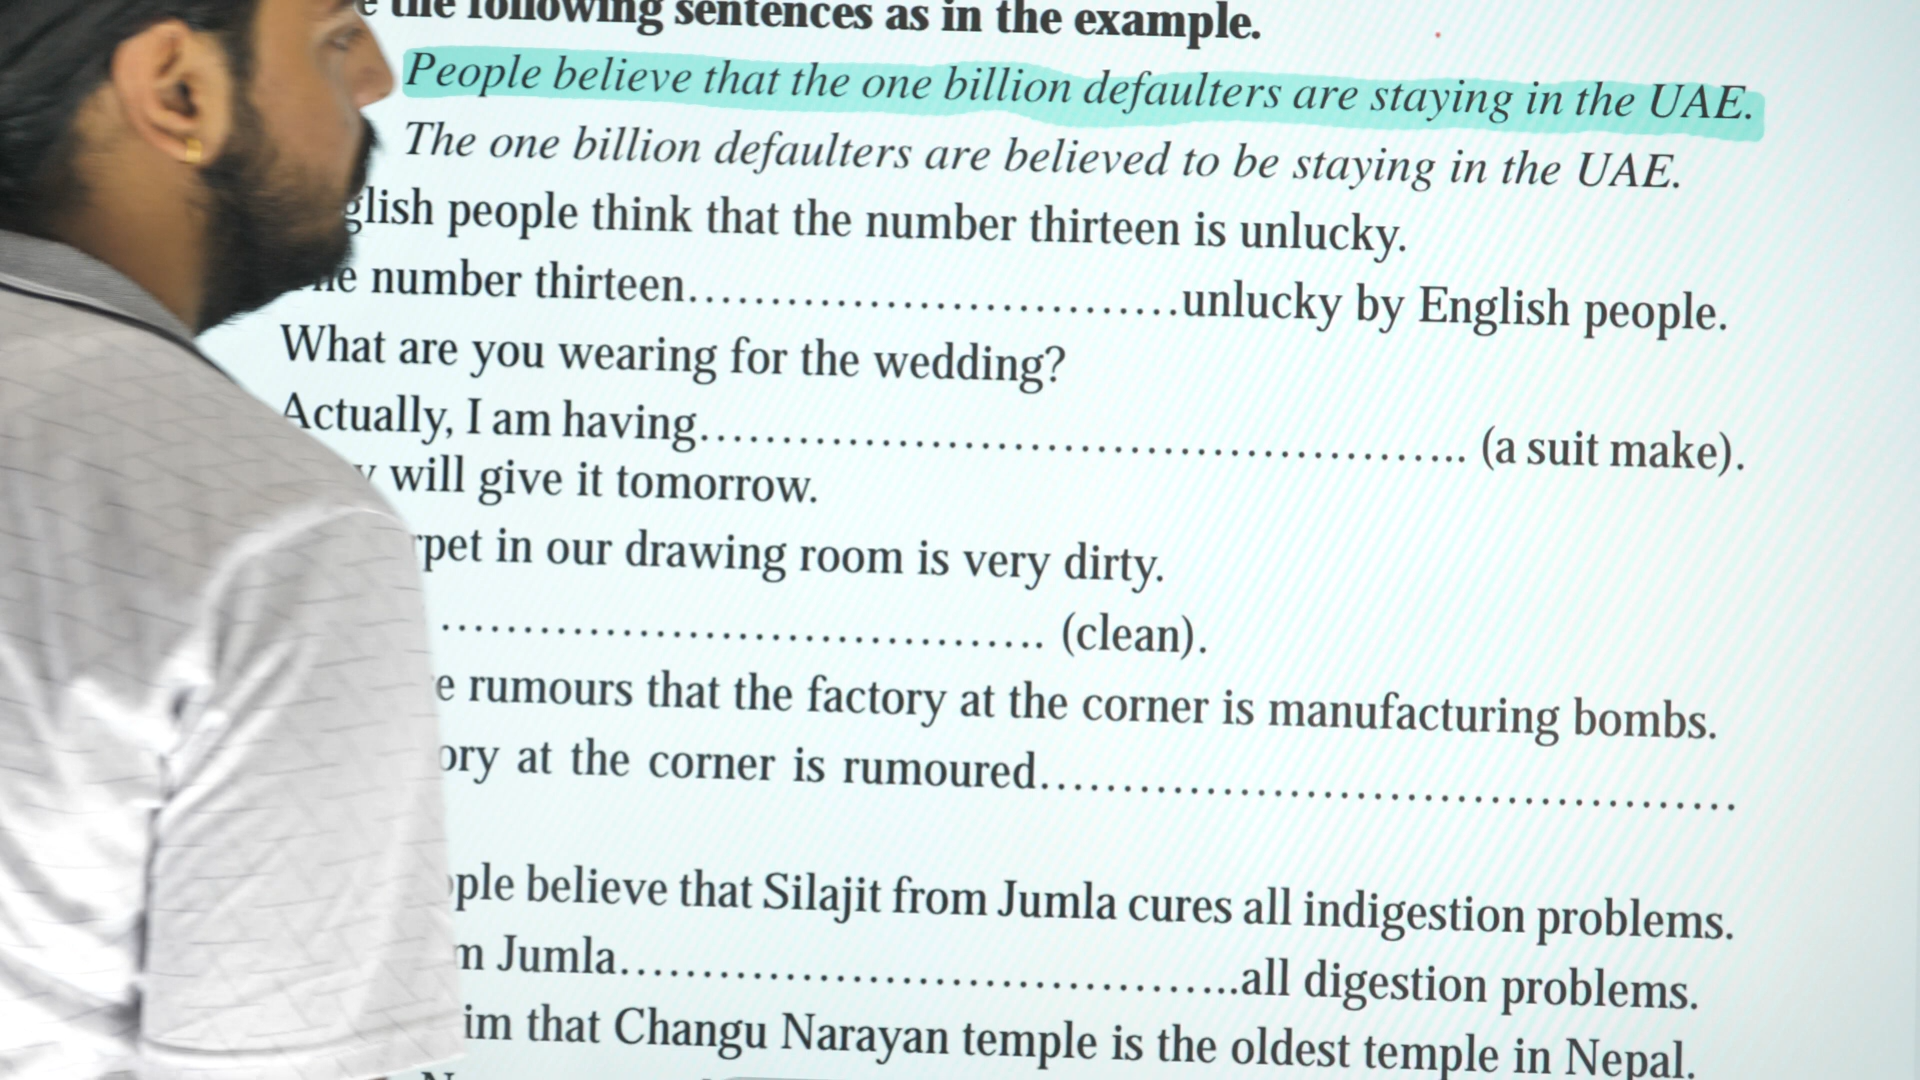 the following sentences as in the example.
People believe that the one billion defaulters are staying in the UAE.
The one billion defaulters are believed to be staying in the UAE.
people think that the number thirteen is unlucky.
number thirteen..............................unlucky by English people.
What are you wearing for the wedding?
Actually, I am having............................................... (a suit make).
will give it tomorrow.
in our drawing room is very dirty.
..................................... (clean).
rumours that the factory at the corner is manufacturing bombs.
at the corner is rumoured...........................................
believe that Silajit from Jumla cures all indigestion problems.
Jumla......................................all digestion problems.
that Changu Narayan temple is the oldest temple in Nepal.